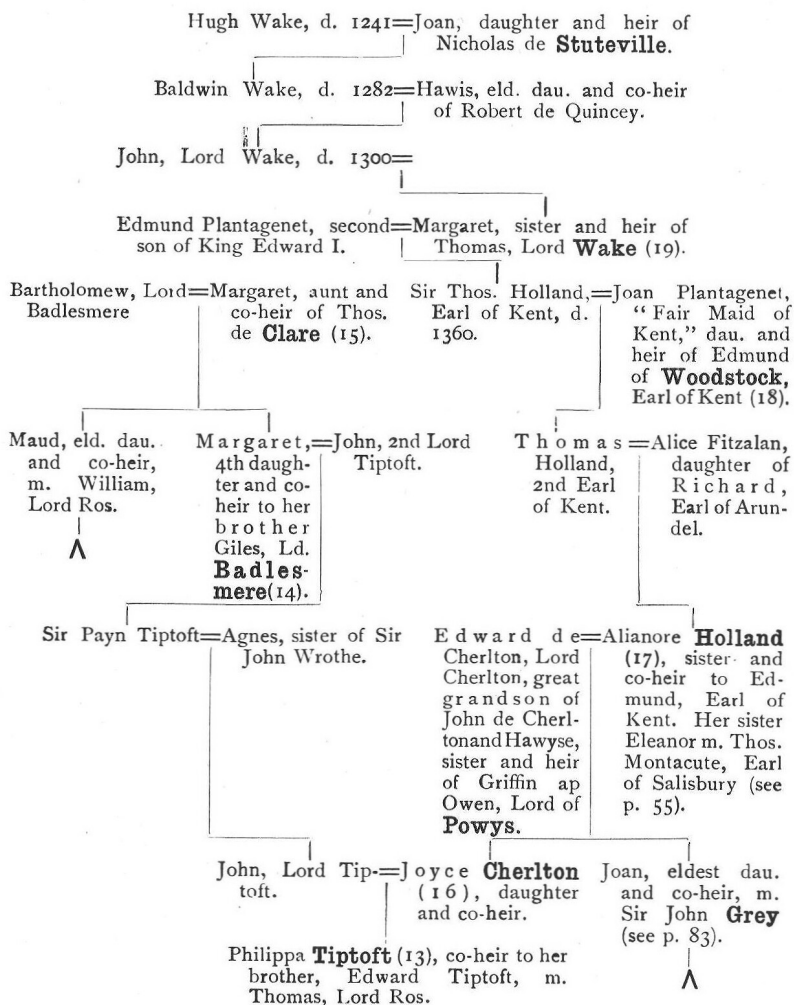 Hugh Wake, d. 1241=Joan, daughter and heir of
Nicholas de Stuteville.
Baldwin Wake, d. 1282=Hawis, eld. dau. and co-heir
of Robert de Quincey.
John, Lord Wake, d. 1300=
Edmund Plantagenet, second=Margaret, sister and heir of
son of King Edward I.
Thomas, Lord Wake (19).
Bartholomew, Lord=Margaret, aunt and
Badlesmere
co-heir of Thos.
de Clare (15).
Sir Thos. Holland,=Joan Plantagenet,
Earl of Kent, d.
1360.
“Fair Maid of
Kent,” dau. and
heir of Edmund
of Woodstock,
Earl of Kent (18).
Maud, eld. dau.
and co-heir,
m. William,
Lord Ros.
Margaret,=John, 2nd Lord
4th daugh-
ter and co-
heir to her
brother
Giles, Ld.
Badles-
mere(14).
Tiptoft.
Thomas=Alice Fitzalan,
Holland,
2nd Earl
of Kent.
daughter of
Richard,
Earl of Arun-
del.
Sir Payn Tiptoft=Agnes, sister of Sir
John Wrothe.
Edward de=Alianore Holland
Cherlton, Lord
Cherlton, great
grandson of
John de Cherl-
tonand Hawyse,
sister and heir
of Griffin ap
Owen, Lord of
Powys.
(17), sister and
co-heir to Ed-
mund, Earl of
Kent. Her sister
Eleanor m. Thos.
Montacute, Earl
of Salisbury (see
p. 55).
John, Lord Tip-=Joyce Cherlton
toft.
(16), daughter
and co-heir.
Joan, eldest dau.
and co-heir, m.
Sir John Grey
(see p. 83).
Philippa Tiptoft (13), co-heir to her
brother, Edward Tiptoft, m.
Thomas, Lord Ros.